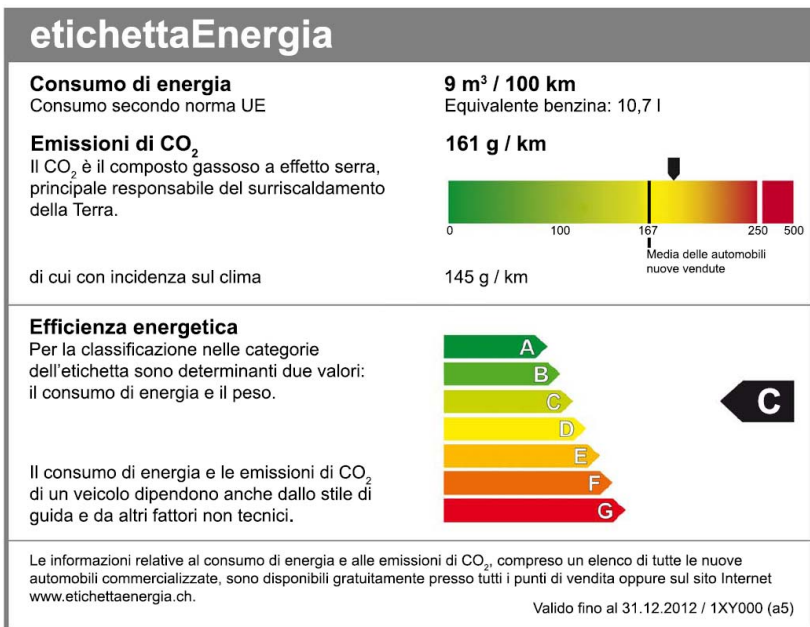 etichettaEnergia
Consumo di energia
Consumo secondo norma UE
9 m³ / 100 km
Equivalente benzina: 10,7 l
Emissioni di CO₂
Il CO₂ è il composto gassoso a effetto serra,
principale responsabile del surriscaldamento
della Terra.
161 g / km
0 100 167 250 500
Media delle automobili
nuove vendute
di cui con incidenza sul clima
145 g / km
Efficienza energetica
Per la classificazione nelle categorie
dell'etichetta sono determinanti due valori:
il consumo di energia e il peso.
Il consumo di energia e le emissioni di CO₂
di un veicolo dipendono anche dallo stile di
guida e da altri fattori non tecnici.
A
B
C
D
E
F
G
C
Le informazioni relative al consumo di energia e alle emissioni di CO₂, compreso un elenco di tutte le nuove
automobili commercializzate, sono disponibili gratuitamente presso tutti i punti di vendita oppure sul sito Internet
www.etichettaenergia.ch.
Valido fino al 31.12.2012 / 1XY000 (a5)